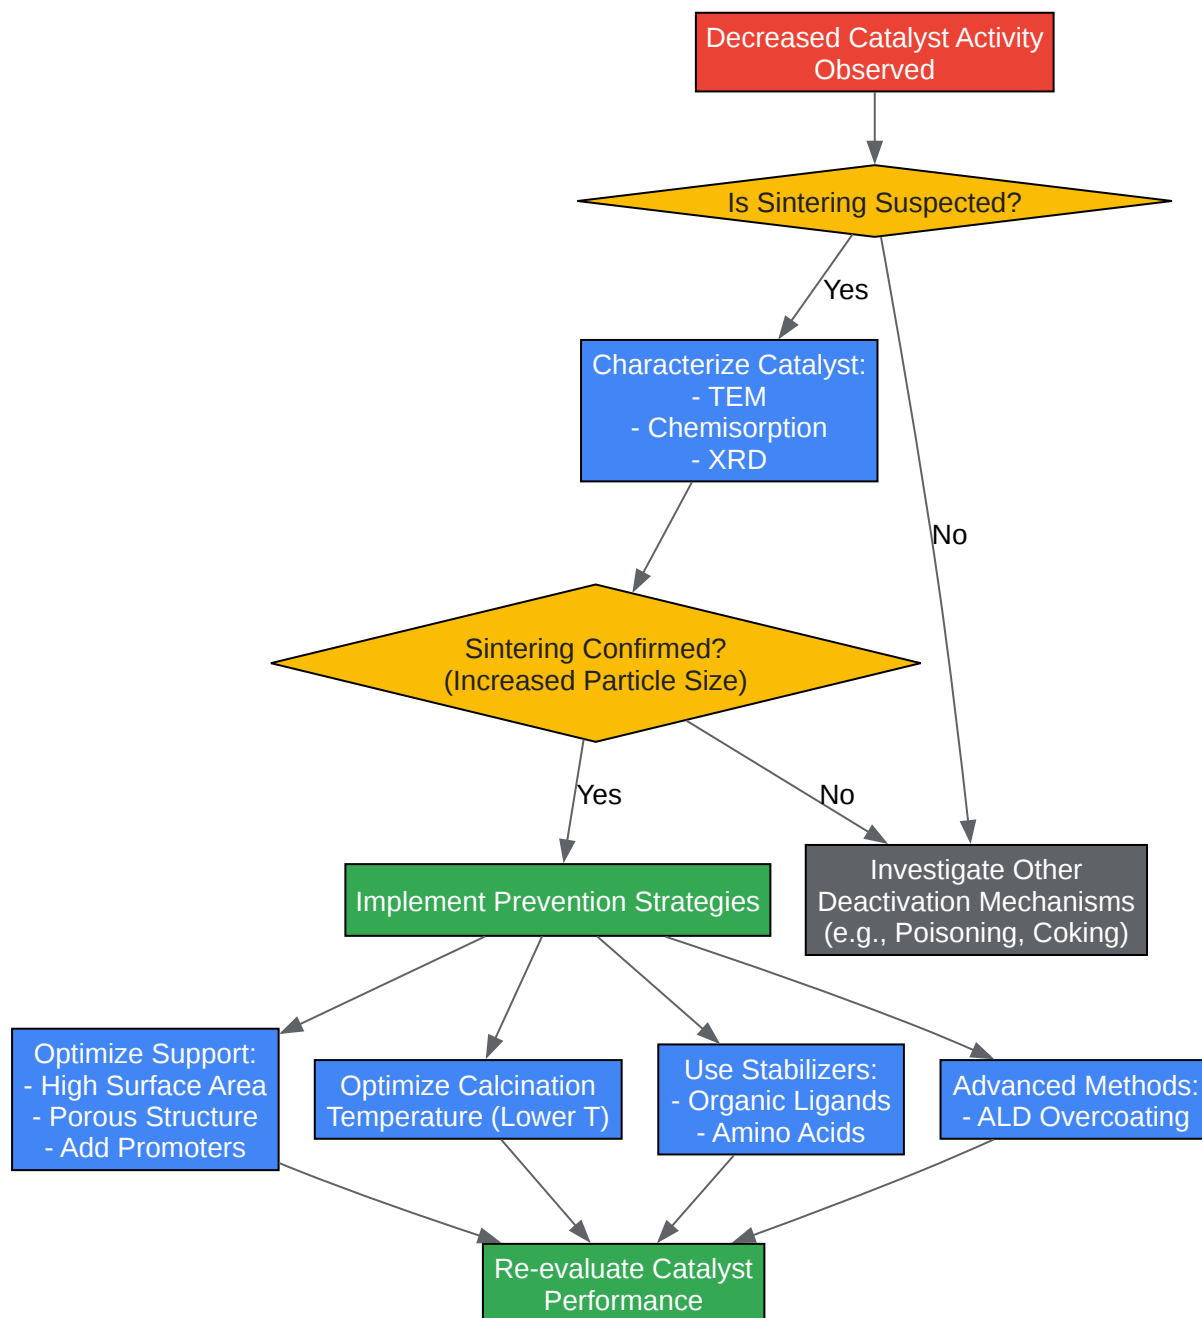 Decreased Catalyst Activity
Observed
Is Sintering Suspected?
Yes
Characterize Catalyst:
- TEM
- Chemisorption
- XRD
No
Sintering Confirmed?
(Increased Particle Size)
Yes
No
Implement Prevention Strategies
Investigate Other
Deactivation Mechanisms
(e.g., Poisoning, Coking)
Optimize Support:
- High Surface Area
- Porous Structure
- Add Promoters
Optimize Calcination
Temperature (Lower T)
Use Stabilizers:
- Organic Ligands
- Amino Acids
Advanced Methods:
- ALD Overcoating
Re-evaluate Catalyst
Performance